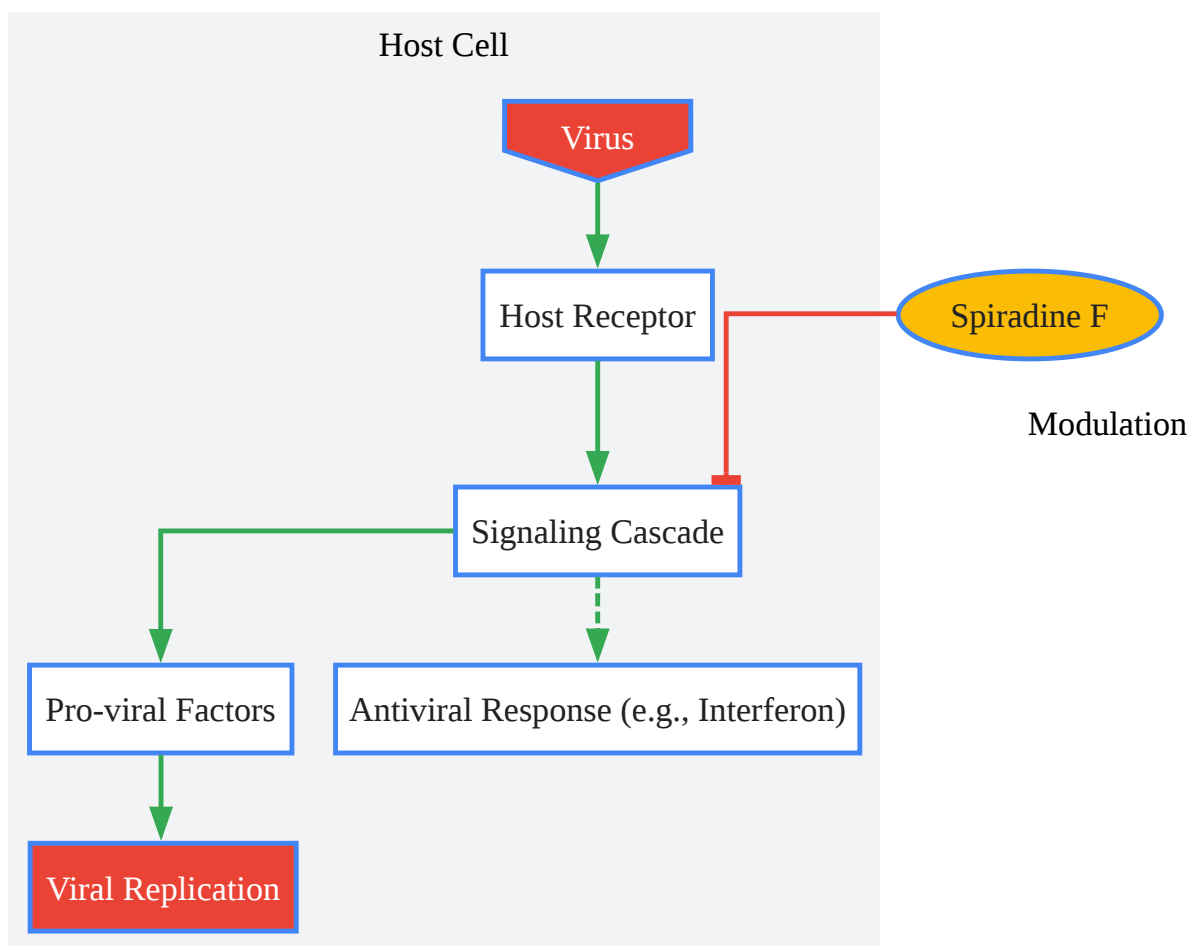 Host Cell
Virus
Host Receptor
Spiradine F
Modulation
Signaling Cascade
Pro-viral Factors
Antiviral Response (e.g., Interferon)
Viral Replication